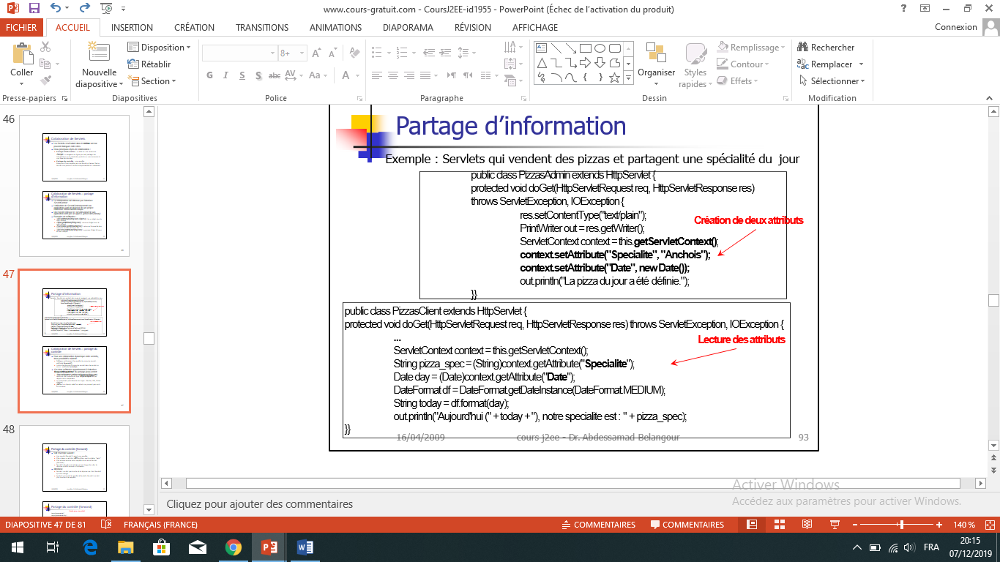 www.cours-gratuit.com - CoursJ2EE-id1955 - PowerPoint (Échec de l'activation du produit)
FICHIER ACCUEIL INSERTION CRÉATION TRANSITIONS ANIMATIONS DIAPORAMA RÉVISION AFFICHAGE Connexion
Coller
Presse-papiers
Nouvelle diapositive
Disposition
Rétablir
Section
Diapositives
8+
G I S S abc AV Aa A
Police
Paragraphe
Organiser
Styles rapides
Remplissage
Contour
Effets
Dessin
Rechercher
Remplacer
Sélectionner
Modification
46
47
48
Partage d'information
Exemple : Servlets qui vendent des pizzas et partagent une spécialité du jour
public class PizzasAdmin extends HttpServlet {
protected void doGet(HttpServletRequest req, HttpServletResponse res)
throws ServletException, IOException {
res.setContentType("text/plain");
PrintWriter out = res.getWriter();
ServletContext context = this.getServletContext();
context.setAttribute("Specialite", "Anchois");
context.setAttribute("Date", new Date());
out.println("La pizza du jour a été définie.");
}}
Création de deux attributs
public class PizzasClient extends HttpServlet {
protected void doGet(HttpServletRequest req, HttpServletResponse res) throws ServletException, IOException {
...
ServletContext context = this.getServletContext();
String pizza_spec = (String)context.getAttribute("Specialite");
Date day = (Date)context.getAttribute("Date");
DateFormat df = DateFormat.getDateInstance(DateFormat.MEDIUM);
String today = df.format(day);
out.println("Aujourd'hui (" + today + "), notre specialite est : " + pizza_spec);
}}
Lecture des attributs
16/04/2009 cours j2ee - Dr. Abdessamad Belangour 93
Activer Windows
Accédez aux paramètres pour activer Windows.
Cliquez pour ajouter des commentaires
DIAPOSITIVE 47 DE 81 FRANÇAIS (FRANCE) COMMENTAIRES COMMENTAIRES 140 %
FRA
20:15
07/12/2019